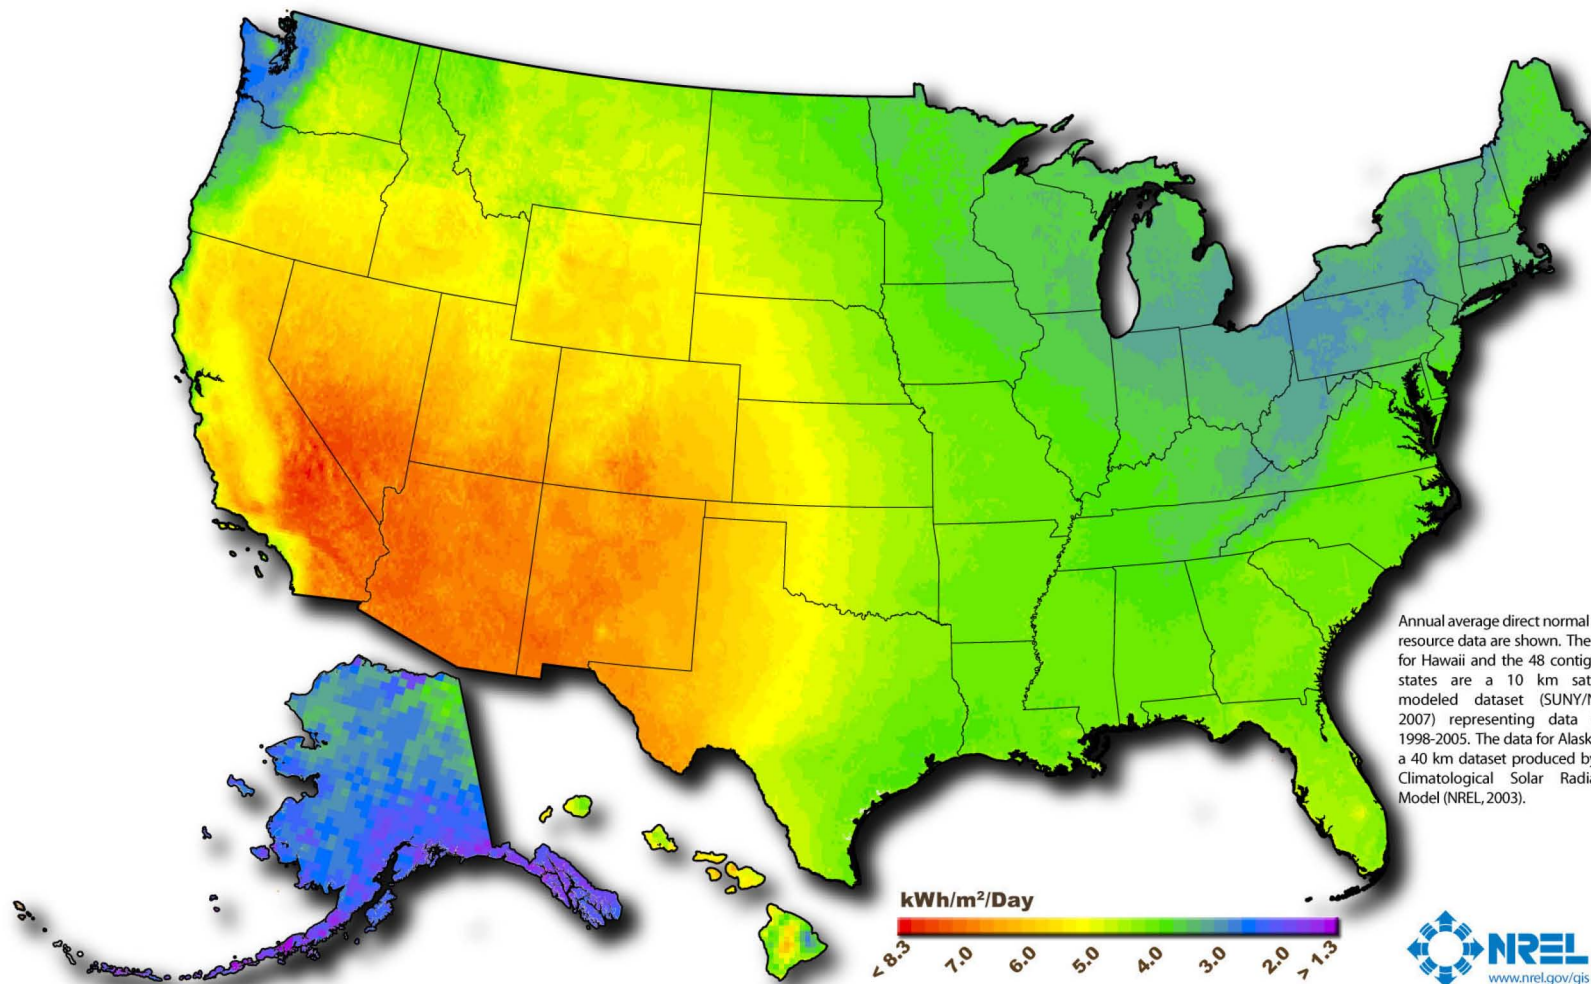 Annual average direct normal
resource data are shown. The
for Hawaii and the 48 contig
states are a 10 km sat
modeled dataset (SUNY/N
2007) representing data
1998-2005. The data for Alask
a 40 km dataset produced by
Climatological Solar Radia
Model (NREL, 2003).
kWh/m²/Day
< 8.3 7.0 6.0 5.0 4.0 3.0 2.0 > 1.3
NREL
www.nrel.gov/gis